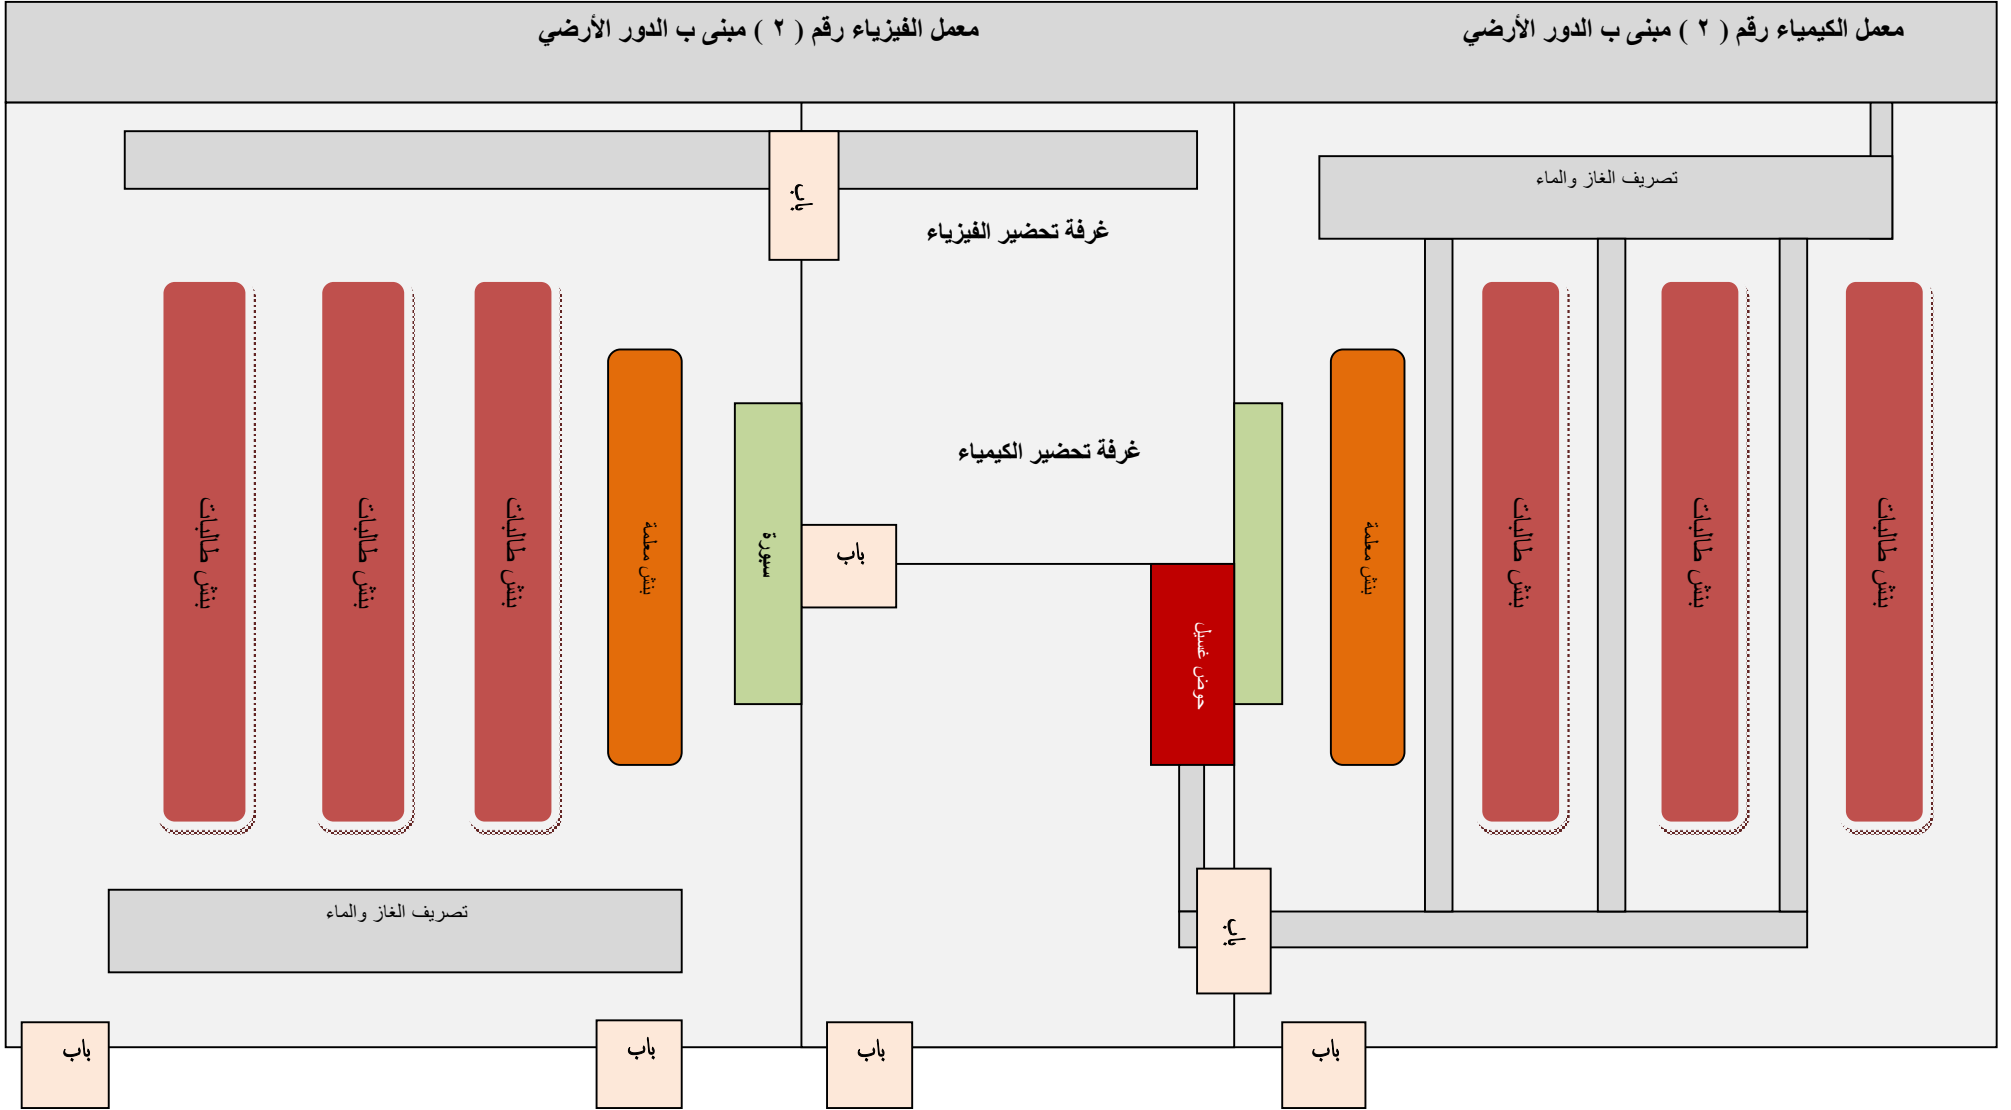 معمل الكيمياء رقم ( ٢ ) مبنى ب الدور الأرضي
معمل الفيزياء رقم ( ٢ ) مبنى ب الدور الأرضي
تصريف الغاز والماء
باب
غرفة تحضير الفيزياء
غرفة تحضير الكيمياء
بنش طالبات
بنش طالبات
بنش طالبات
بنش معلمة
حوض غسيل
باب
سبورة
بنش معلمة
بنش طالبات
بنش طالبات
بنش طالبات
باب
تصريف الغاز والماء
باب
باب
باب
باب